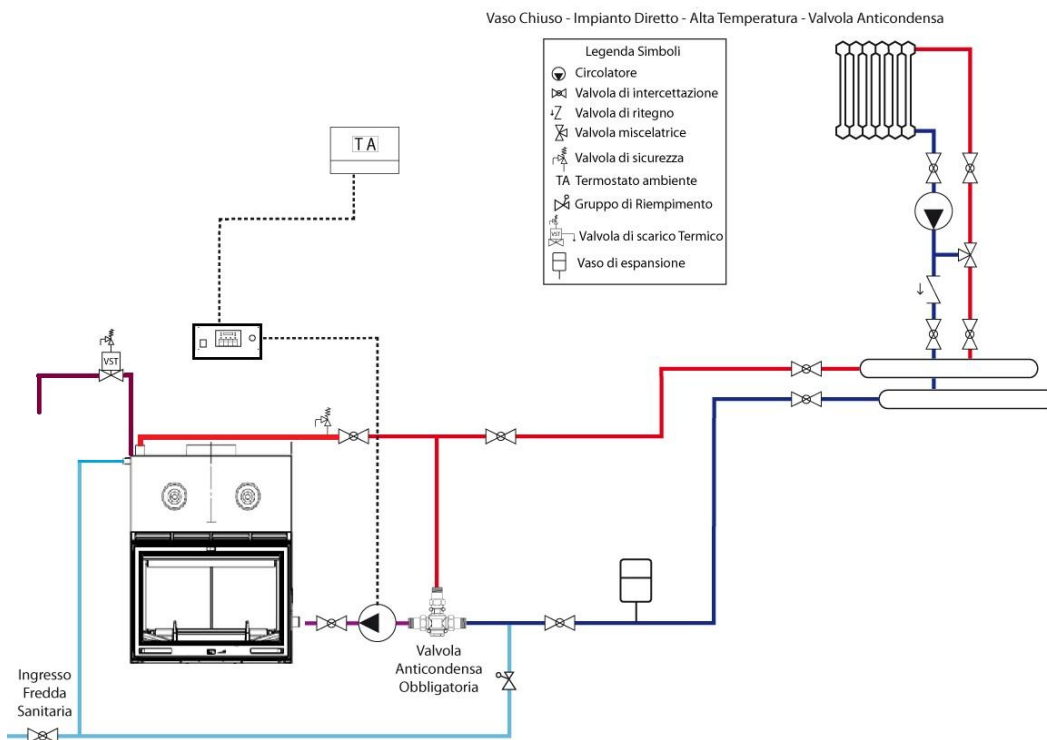 Vaso Chiuso - Impianto Diretto - Alta Temperatura - Valvola Anticondensa
Legenda Simboli
Circolatore
Valvola di intercettazione
Valvola di ritegno
Valvola miscelatrice
Valvola di sicurezza
TA Termostato ambiente
Gruppo di Riempimento
VST Valvola di scarico Termico
Vaso di espansione
T A
VST
Valvola
Anticondensa
Obbligatoria
Ingresso
Fredda
Sanitaria